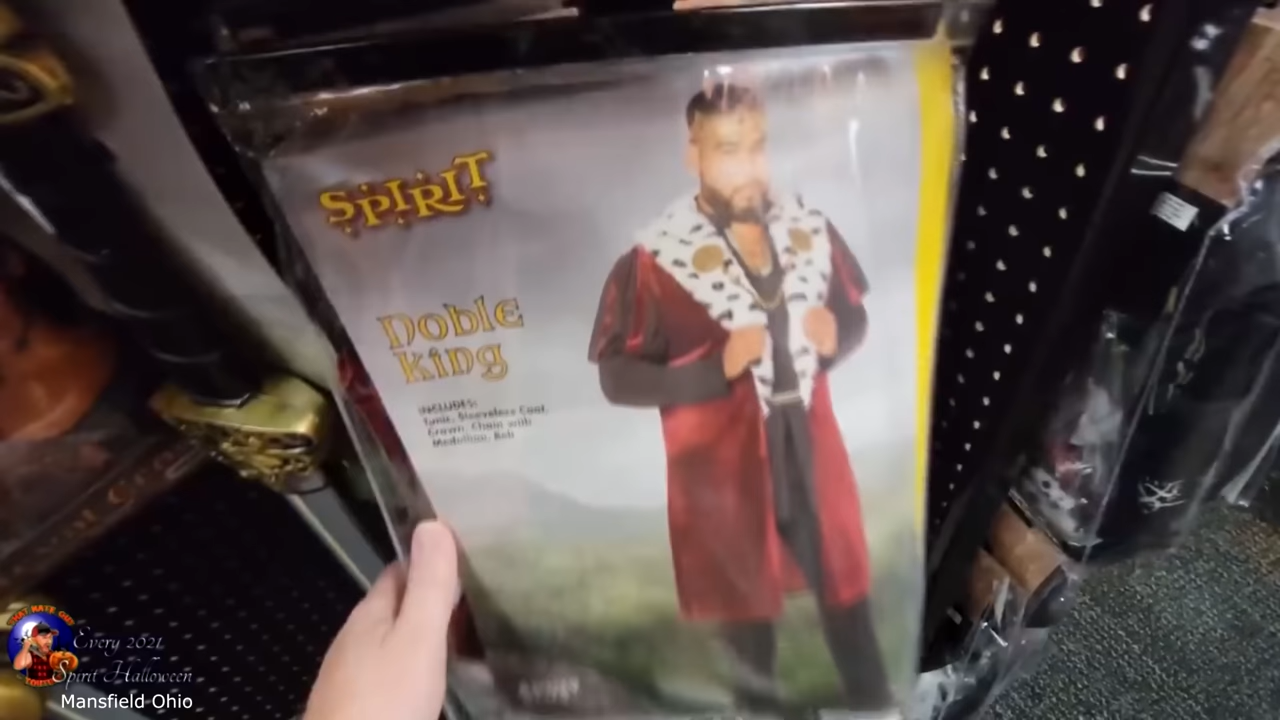 SPIRIT
Noble
King
INCLUDES:
Tunic, Sleeveless Coat,
Crown, Chain with
Medallion, Belt
Every 2021
Spirit Halloween
Mansfield Ohio